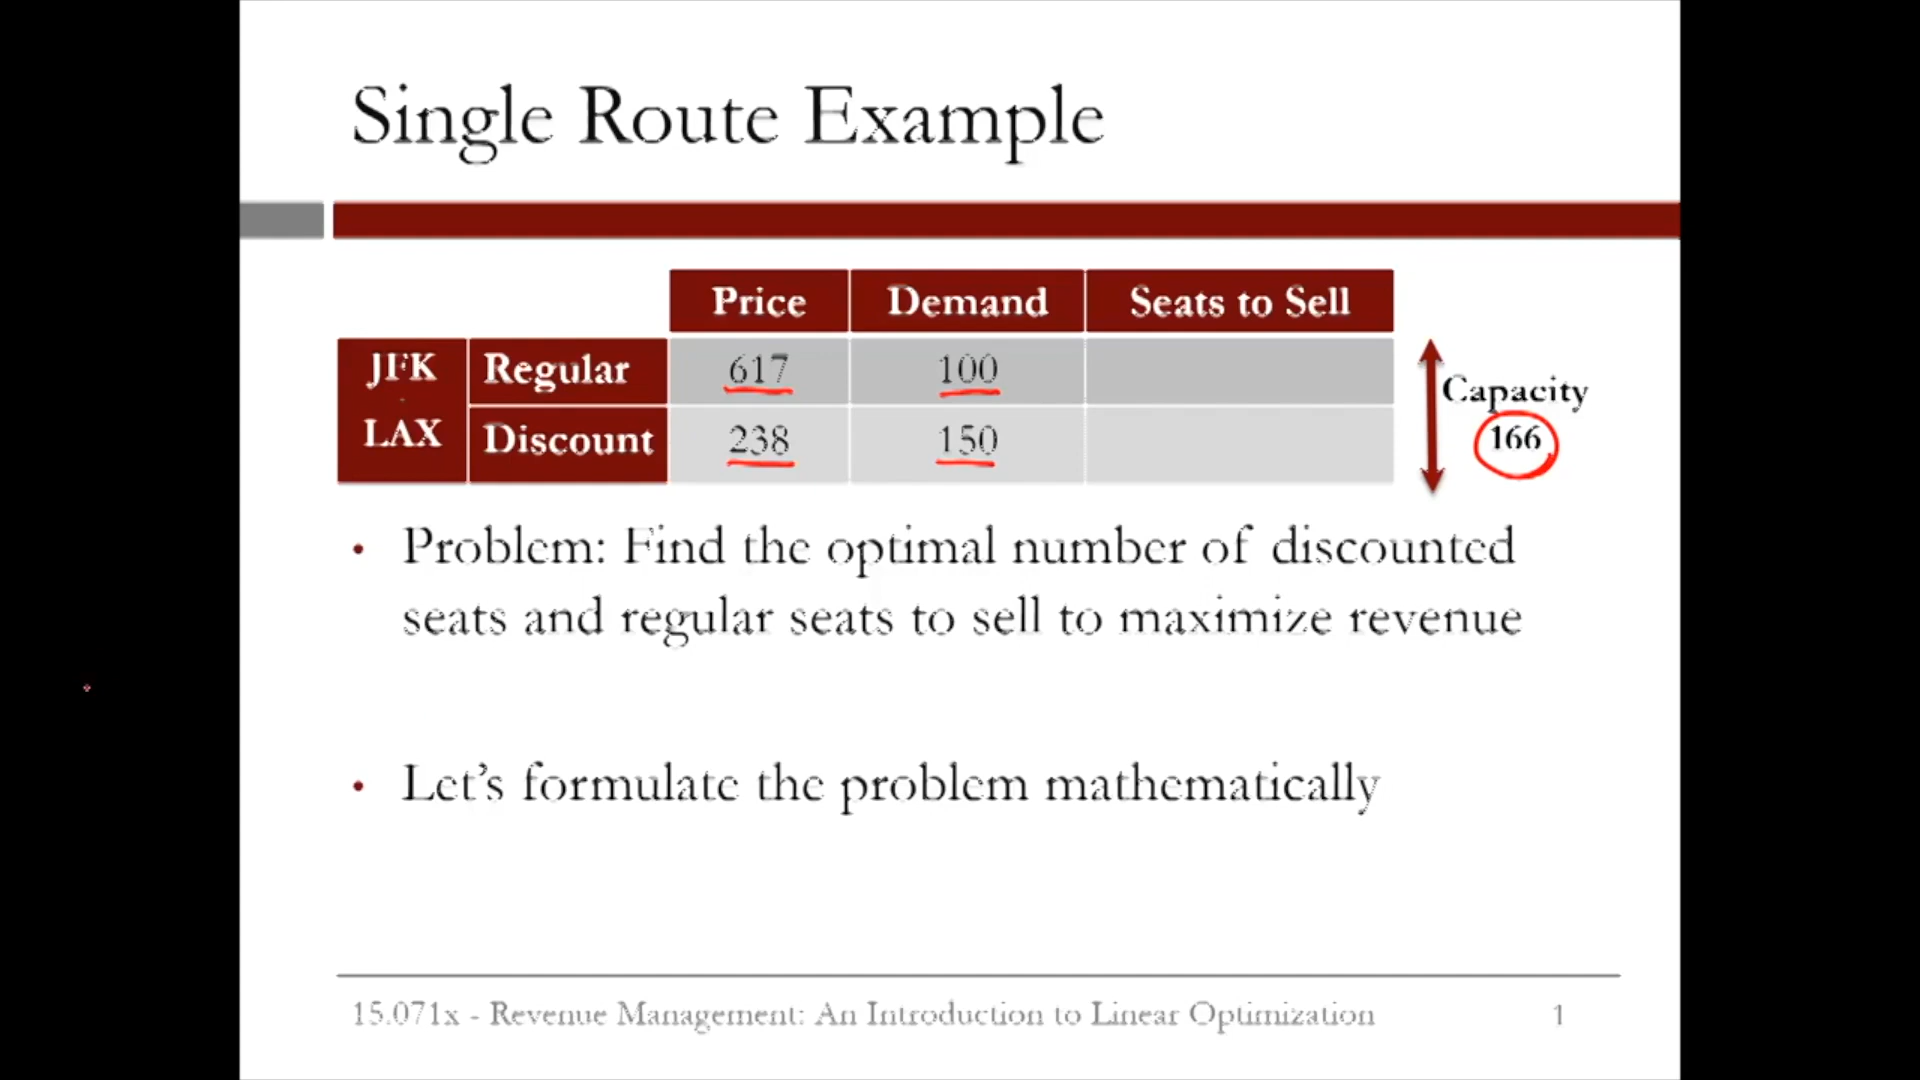 Single Route Example
Price Demand Seats to Sell
JFK Regular 617 100
LAX Discount 238 150
Capacity
166
• Problem: Find the optimal number of discounted
seats and regular seats to sell to maximize revenue
• Let's formulate the problem mathematically
15.071x - Revenue Management: An Introduction to Linear Optimization 1